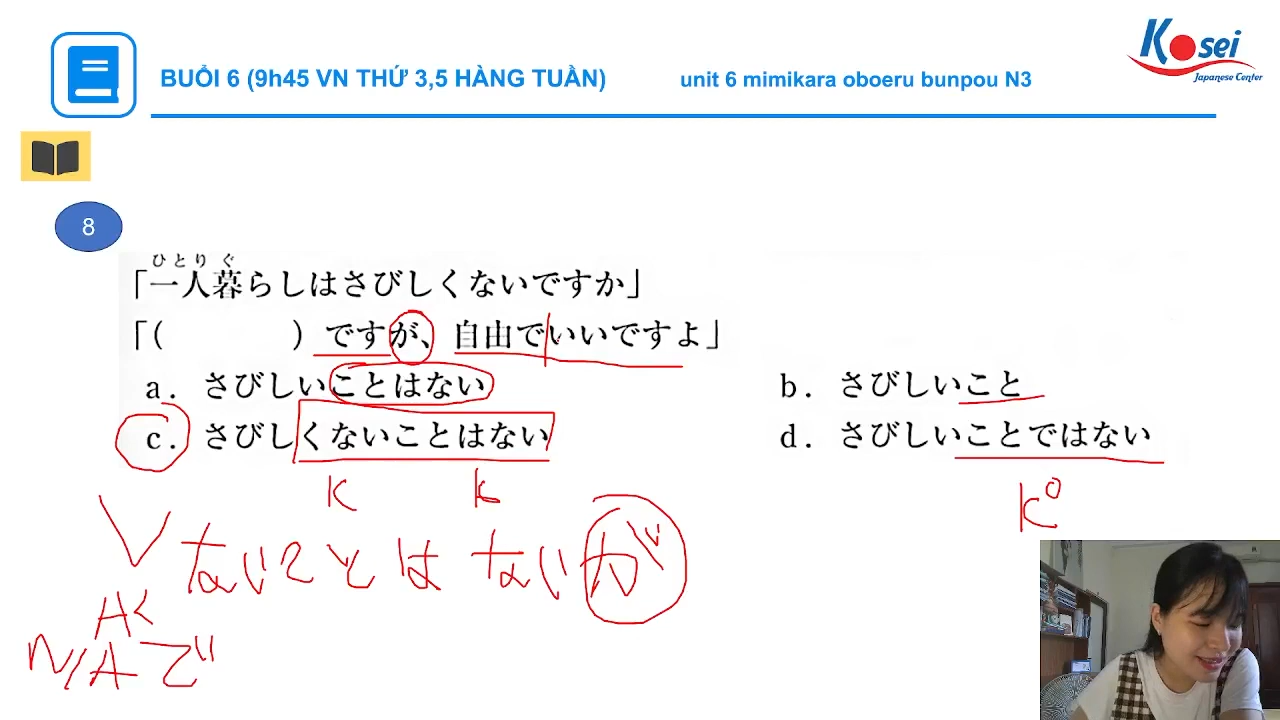 Kosei
Japanese Center
BUỔI 6 (9h45 VN THỨ 3,5 HÀNG TUẦN) unit 6 mimikara oboeru bunpou N3
8
ひとり ぐ
「一人暮らしはさびしくないですか」
「( ) ですが、自由でいいですよ」
a. さびしいことはない b. さびしいこと
c. さびしくないことはない d. さびしいことではない
K K K⁰
V ないことはないが
Aく
N/A で